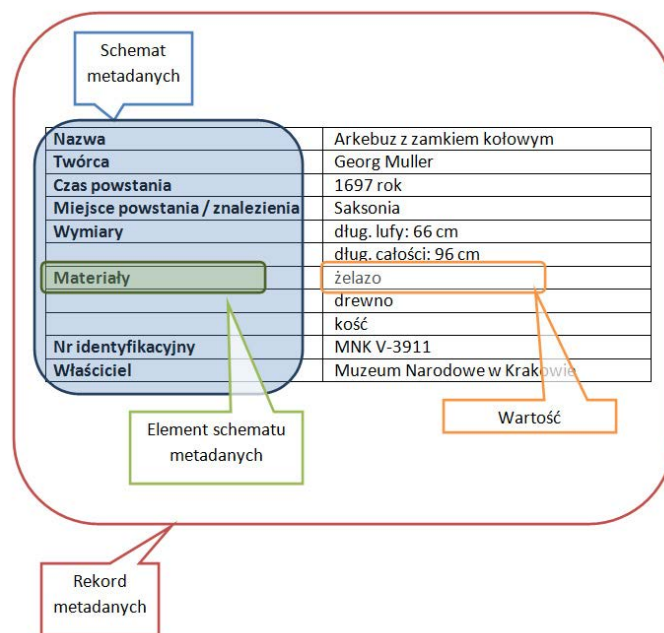 Schemat
metadanych
Nazwa Arkebuz z zamkiem kołowym
Twórca Georg Muller
Czas powstania 1697 rok
Miejsce powstania / znalezienia Saksonia
Wymiary dług. lufy: 66 cm
dług. całości: 96 cm
Materiały żelazo
drewno
kość
Nr identyfikacyjny MNK V-3911
Właściciel Muzeum Narodowe w Krakowie
Element schematu
metadanych
Wartość
Rekord
metadanych